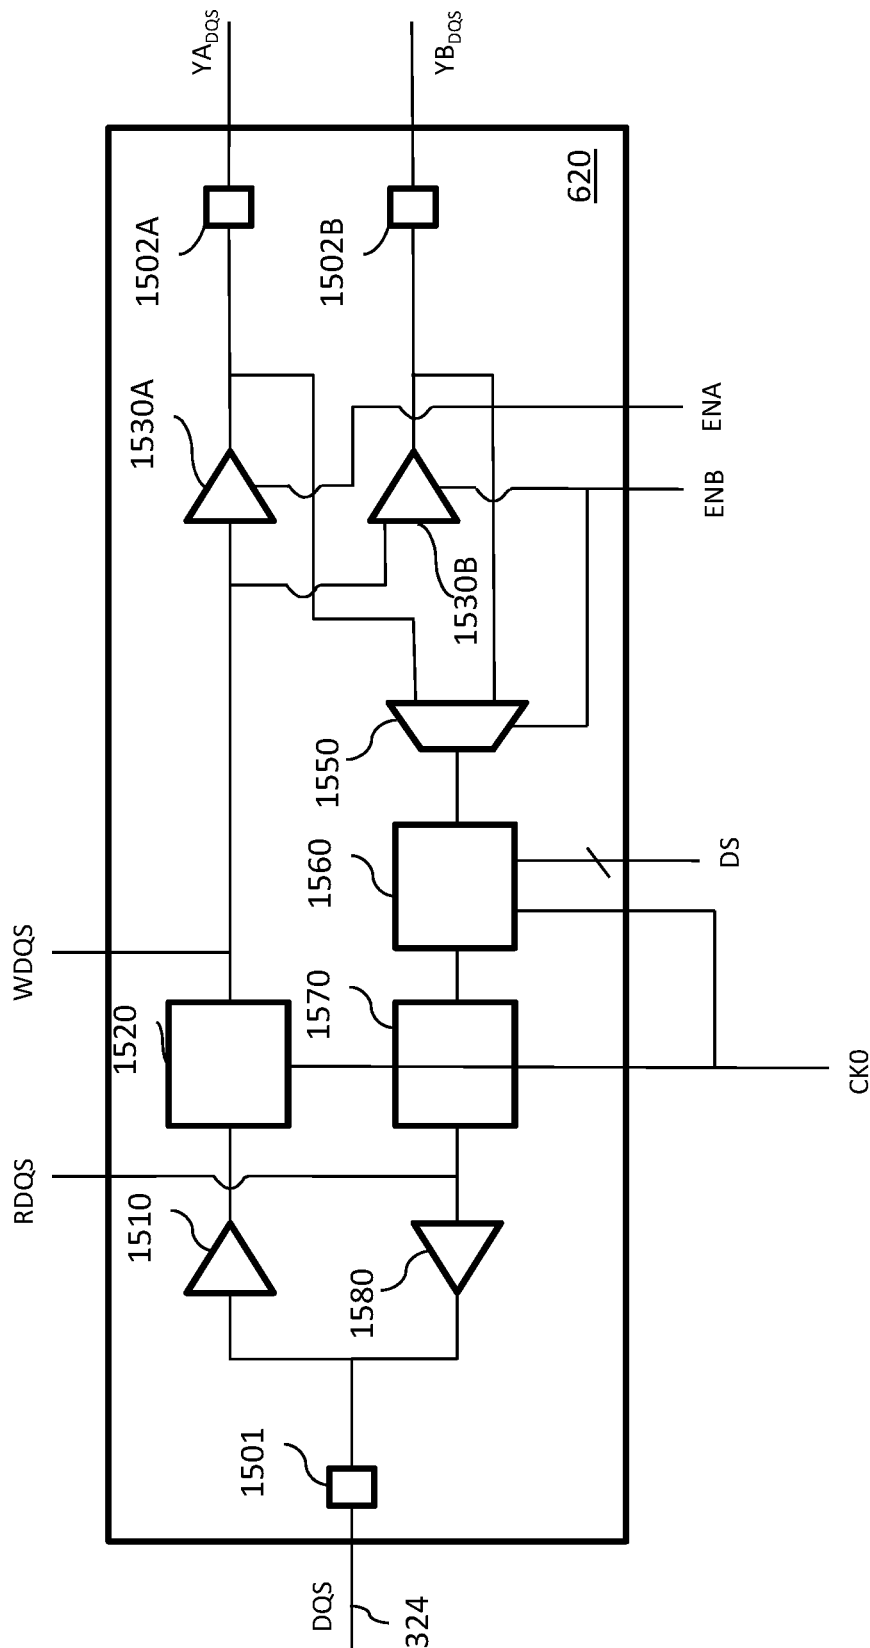 YA_DQS
YB_DQS
620
1502A
1502B
1530A
1530B
ENA
ENB
1550
1560
DS
WDQS
1520
1570
CK0
RDQS
1510
1580
1501
DQS
324